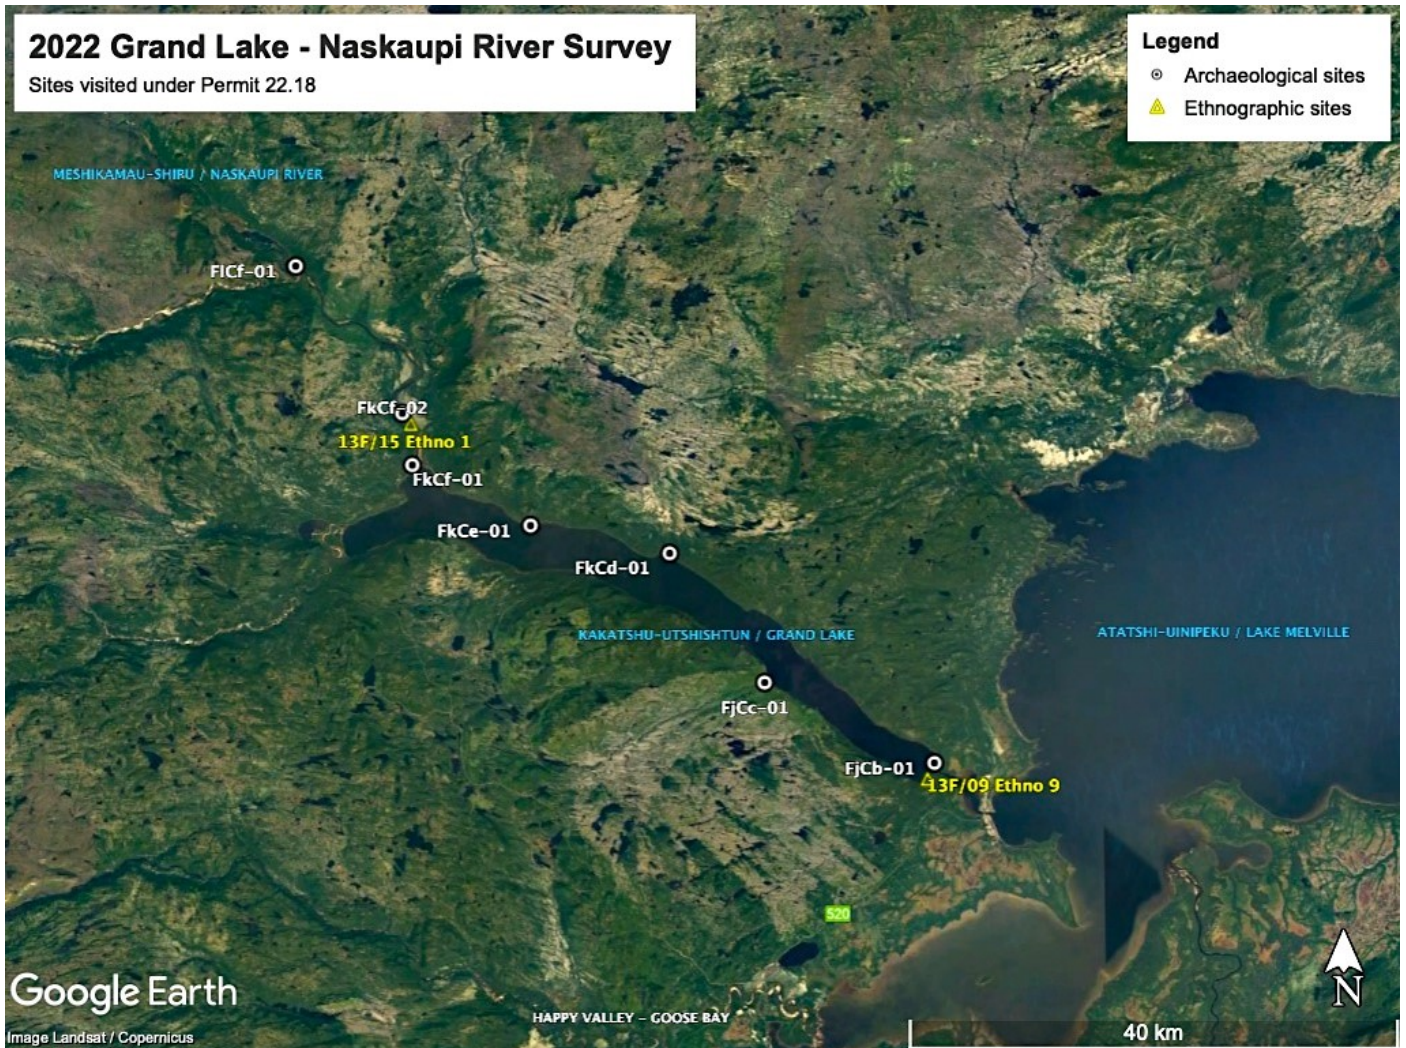 2022 Grand Lake - Naskaupi River Survey
Sites visited under Permit 22.18
Legend
Archaeological sites
Ethnographic sites
MESHIKAMAU-SHIRU / NASKAUPI RIVER
FlCf-01
FkCf-02
13F/15 Ethno 1
FkCf-01
FkCe-01
FkCd-01
KAKATSHU-UTSHISHTUN / GRAND LAKE
ATATSHI-UINIPEKU / LAKE MELVILLE
FjCc-01
FjCb-01
13F/09 Ethno 9
520
Google Earth
N
HAPPY VALLEY - GOOSE BAY
40 km
Image Landsat / Copernicus